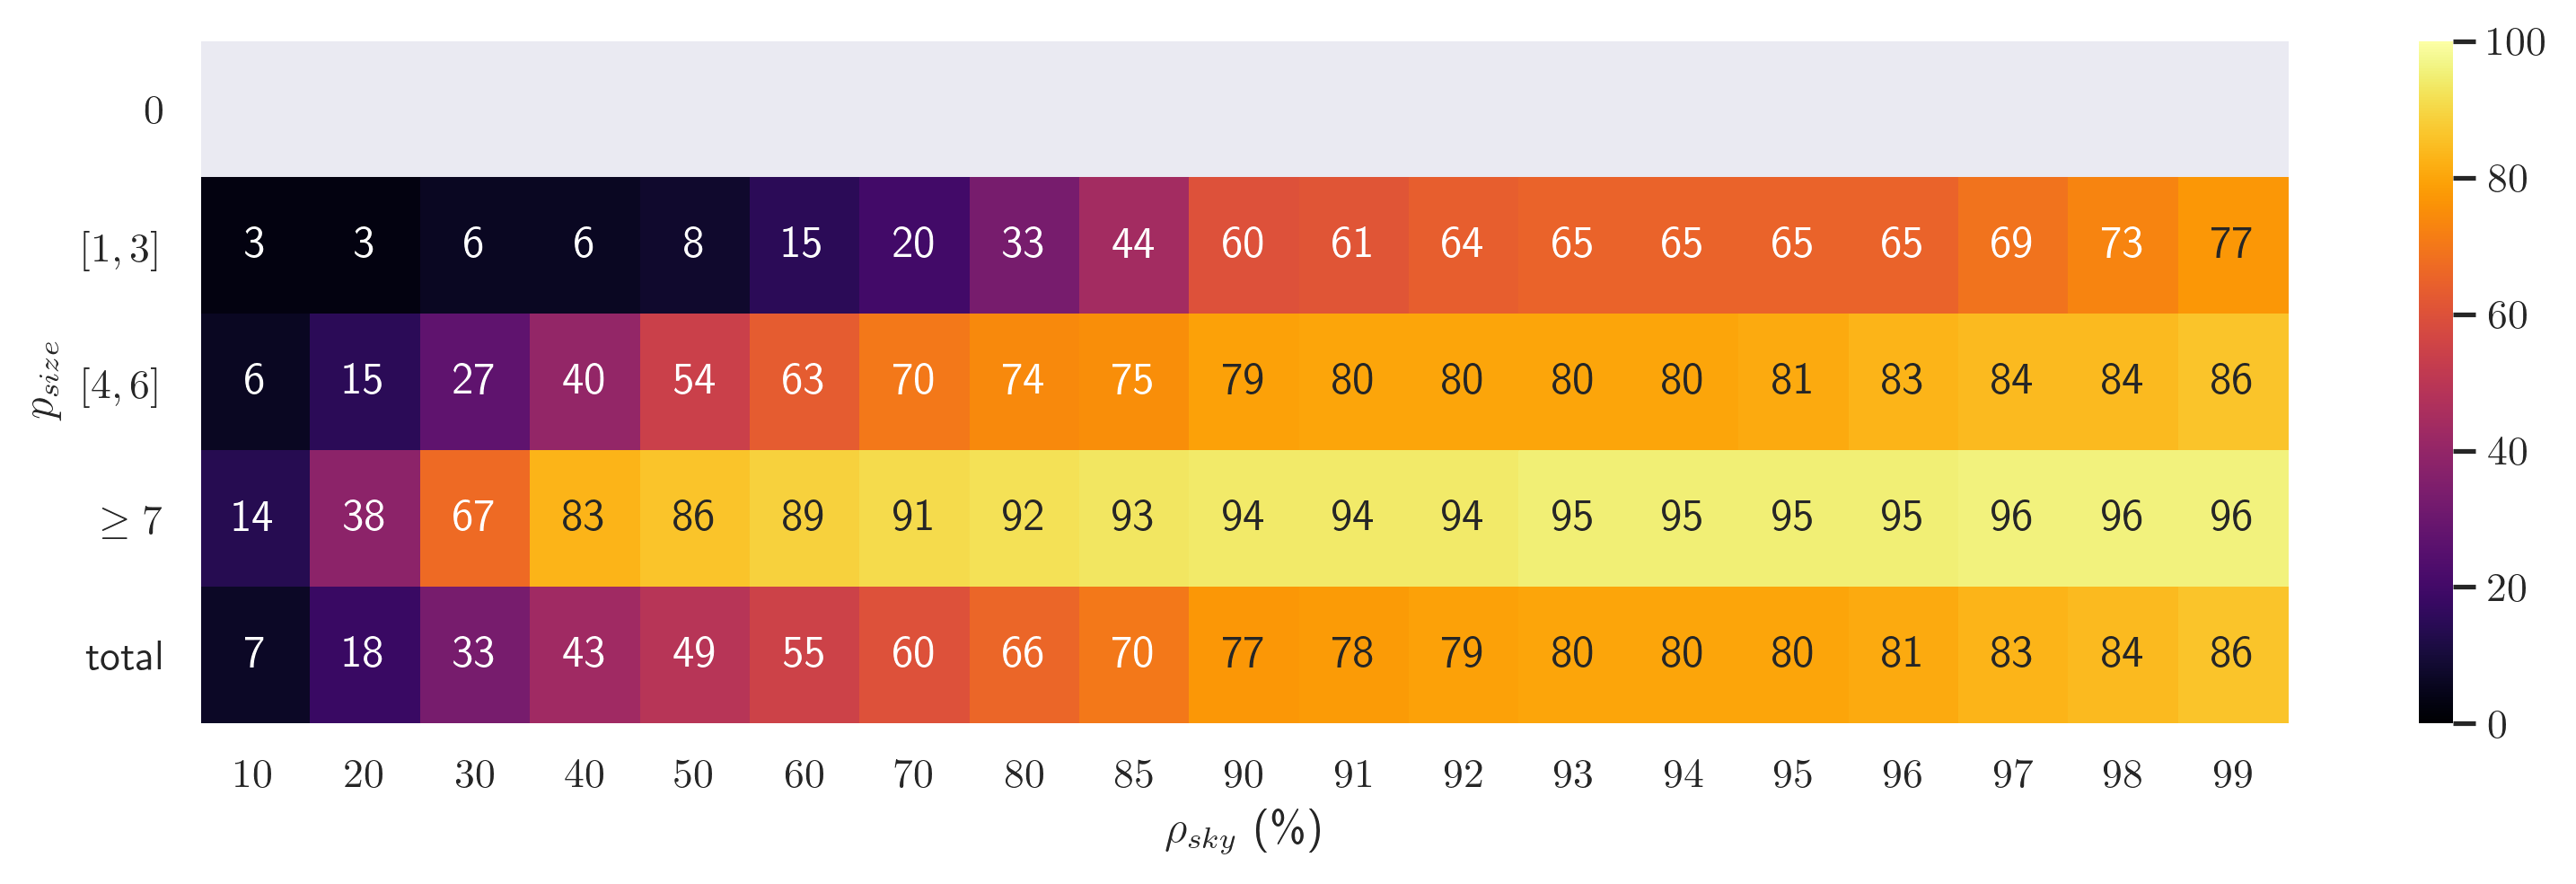 0
[1, 3] 3 3 6 6 8 15 20 33 44 60 61 64 65 65 65 65 69 73 77
[4, 6] 6 15 27 40 54 63 70 74 75 79 80 80 80 80 81 83 84 84 86
≥ 7 14 38 67 83 86 89 91 92 93 94 94 94 95 95 95 95 96 96 96
total 7 18 33 43 49 55 60 66 70 77 78 79 80 80 80 81 83 84 86
10 20 30 40 50 60 70 80 85 90 91 92 93 94 95 96 97 98 99
p_size
ρ_sky (%)
100
80
60
40
20
0